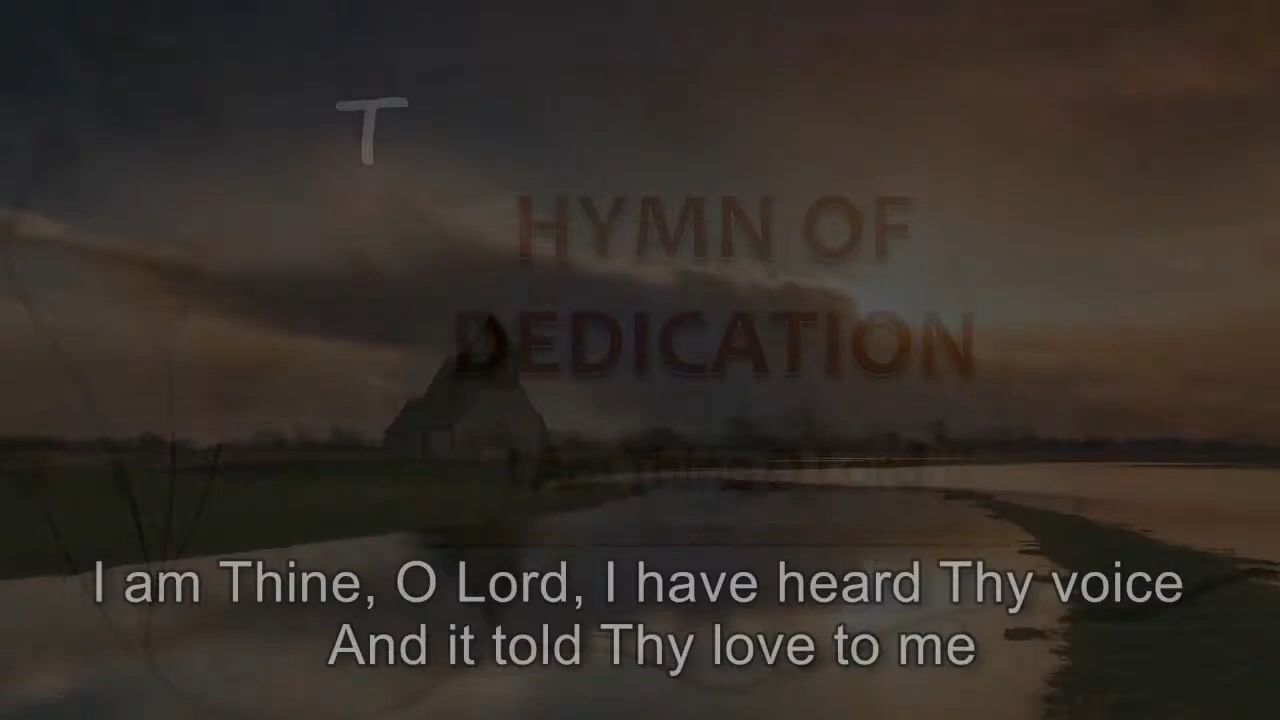 T
HYMN OF
DEDICATION
I am Thine, O Lord, I have heard Thy voice
And it told Thy love to me